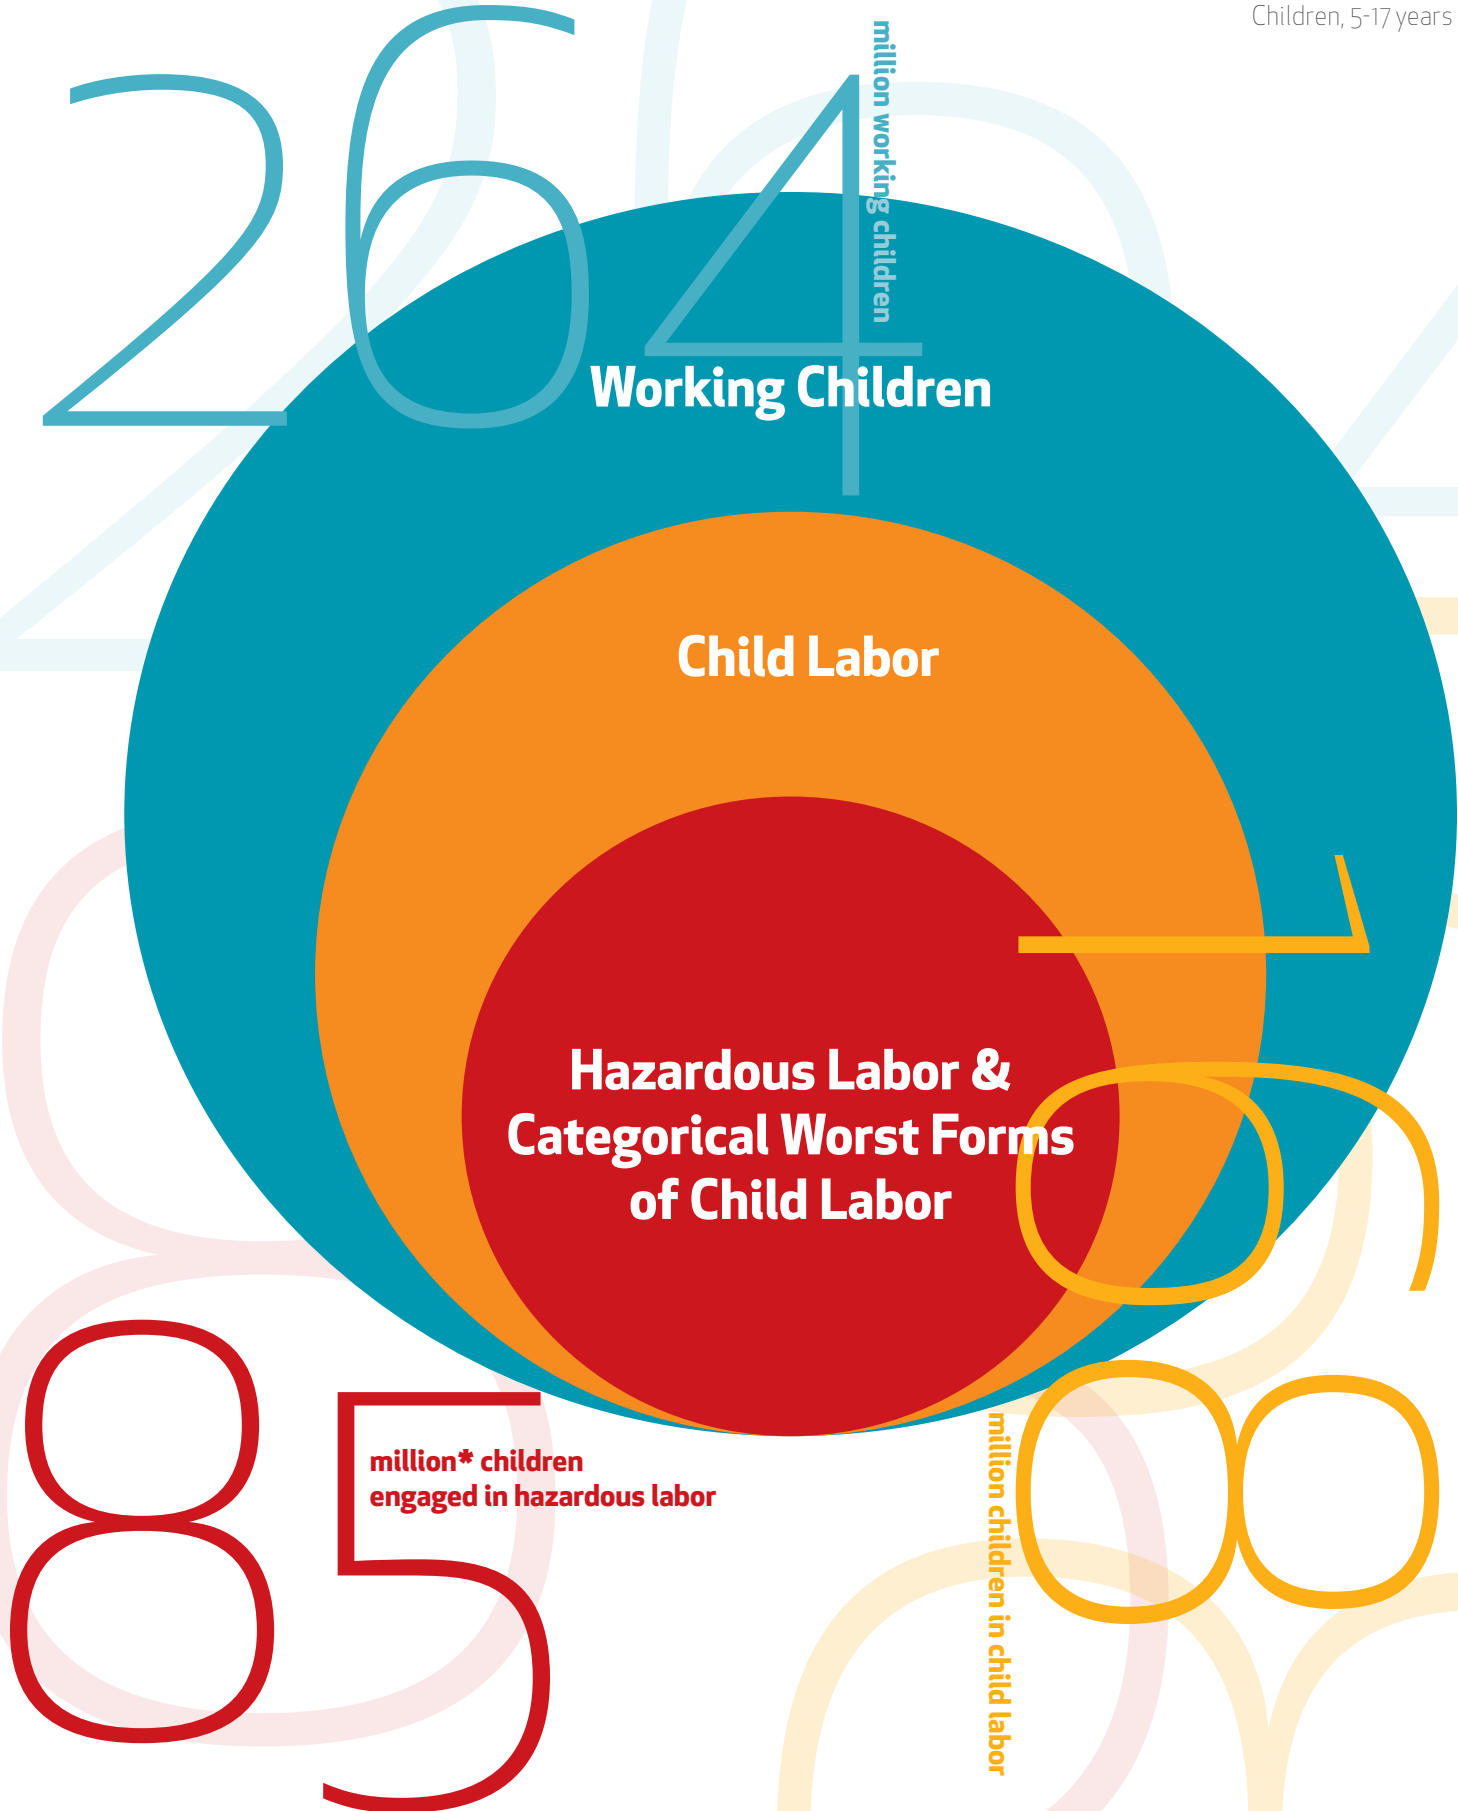 Children, 5-17 years
264
million working children
Working Children
Child Labor
Hazardous Labor &
Categorical Worst Forms
of Child Labor
168
million children in child labor
85
million* children
engaged in hazardous labor